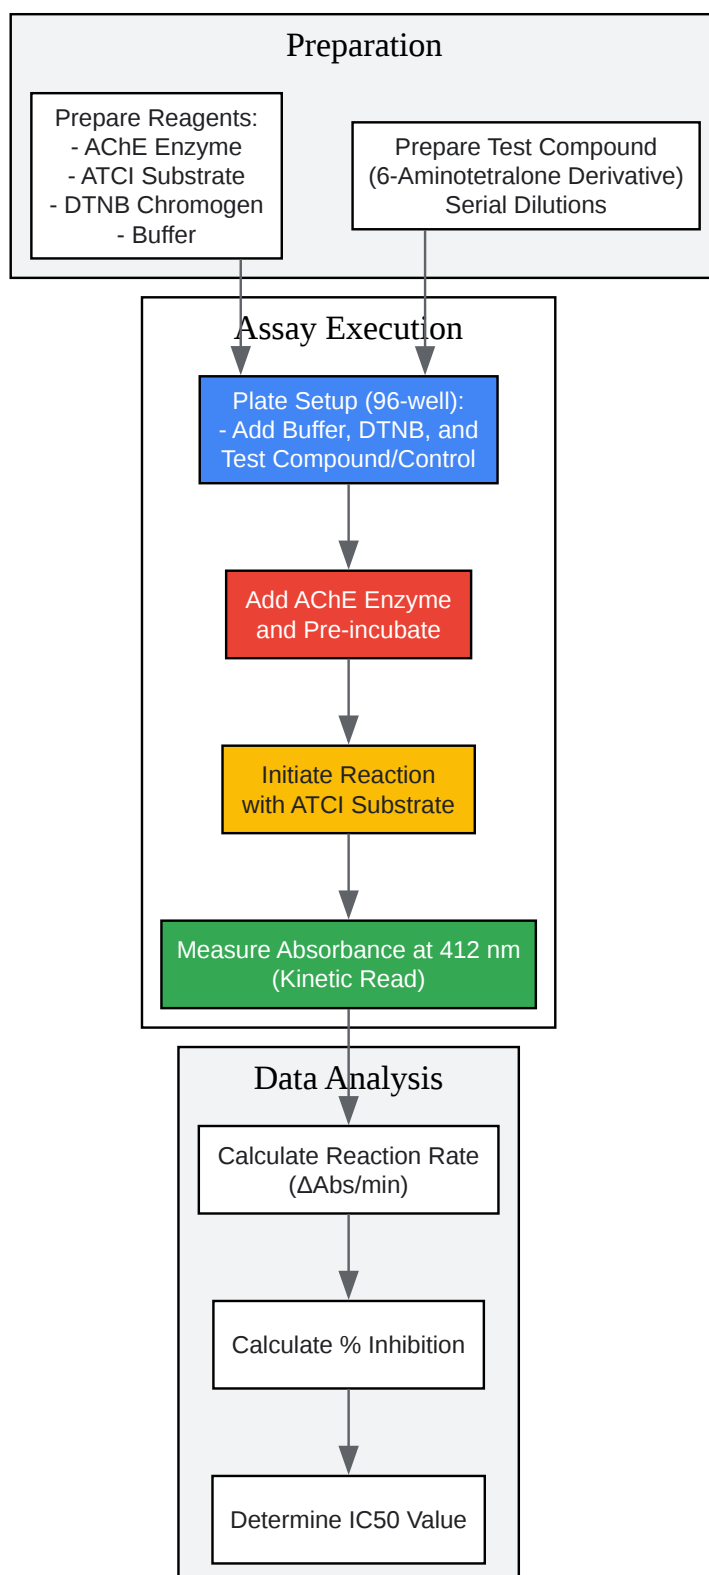 Preparation
Prepare Reagents:
- AChE Enzyme
- ATCI Substrate
- DTNB Chromogen
- Buffer
Prepare Test Compound
(6-Aminotetralone Derivative)
Serial Dilutions
Assay Execution
Plate Setup (96-well):
- Add Buffer, DTNB, and
Test Compound/Control
Add AChE Enzyme
and Pre-incubate
Initiate Reaction
with ATCI Substrate
Measure Absorbance at 412 nm
(Kinetic Read)
Data Analysis
Calculate Reaction Rate
(ΔAbs/min)
Calculate % Inhibition
Determine IC50 Value